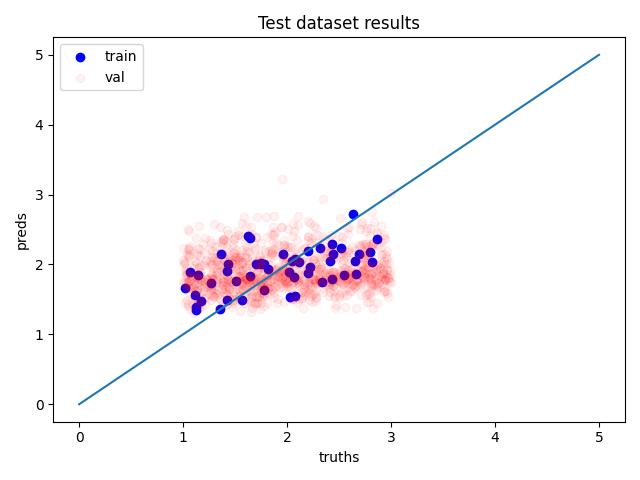 Test dataset results
train
val
5
4
3
2
1
0
preds
0 1 2 3 4 5
truths